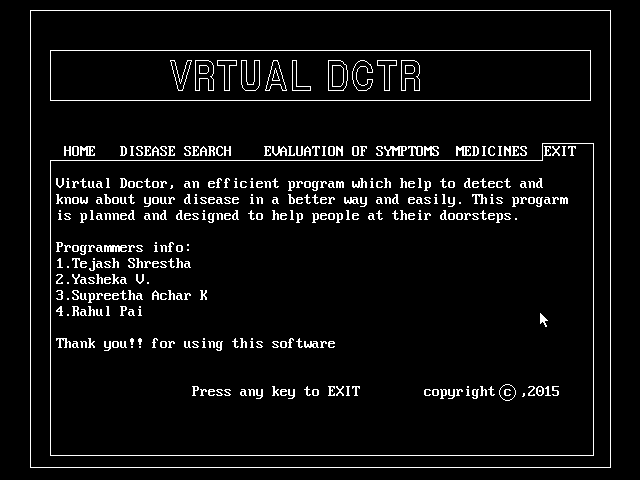 VRTUAL DCTR
HOME DISEASE SEARCH EVALUATION OF SYMPTOMS MEDICINES EXIT
Virtual Doctor, an efficient program which help to detect and
know about your disease in a better way and easily. This progarm
is planned and designed to help people at their doorsteps.
Programmers info:
1.Tejash Shrestha
2.Yasheka V.
3.Supreetha Achar K
4.Rahul Pai
Thank you!! for using this software
Press any key to EXIT copyright © ,2015